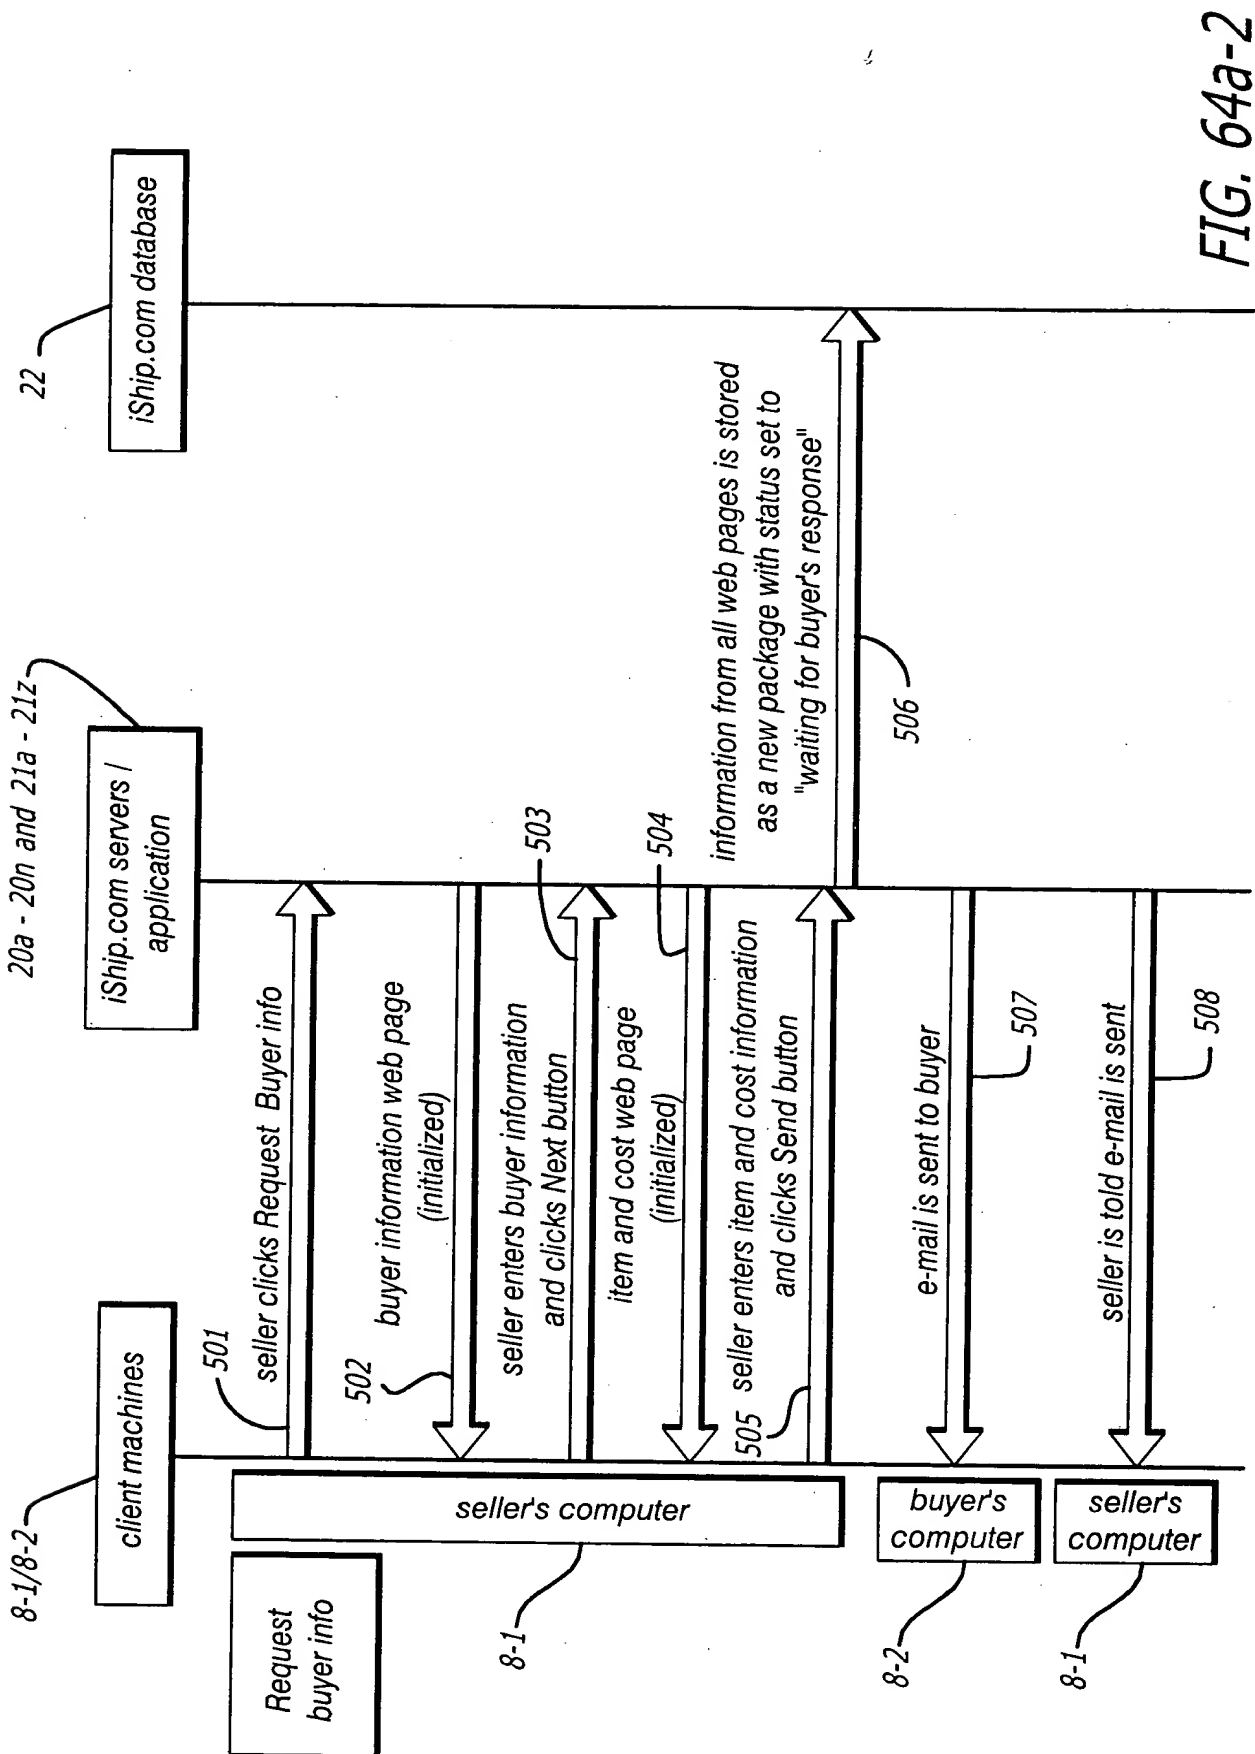 8-1/8-2
client machines
20a - 20n and 21a - 21z
iShip.com servers /
application
22
iShip.com database
Request
buyer info
seller's computer
8-1
501
seller clicks Request Buyer info
buyer information web page
(initialized)
502
seller enters buyer information
and clicks Next button
503
item and cost web page
(initialized)
504
505
seller enters item and cost information
and clicks Send button
information from all web pages is stored
as a new package with status set to
"waiting for buyer's response"
506
buyer's
computer
8-2
e-mail is sent to buyer
507
seller's
computer
8-1
seller is told e-mail is sent
508
FIG. 64a-2